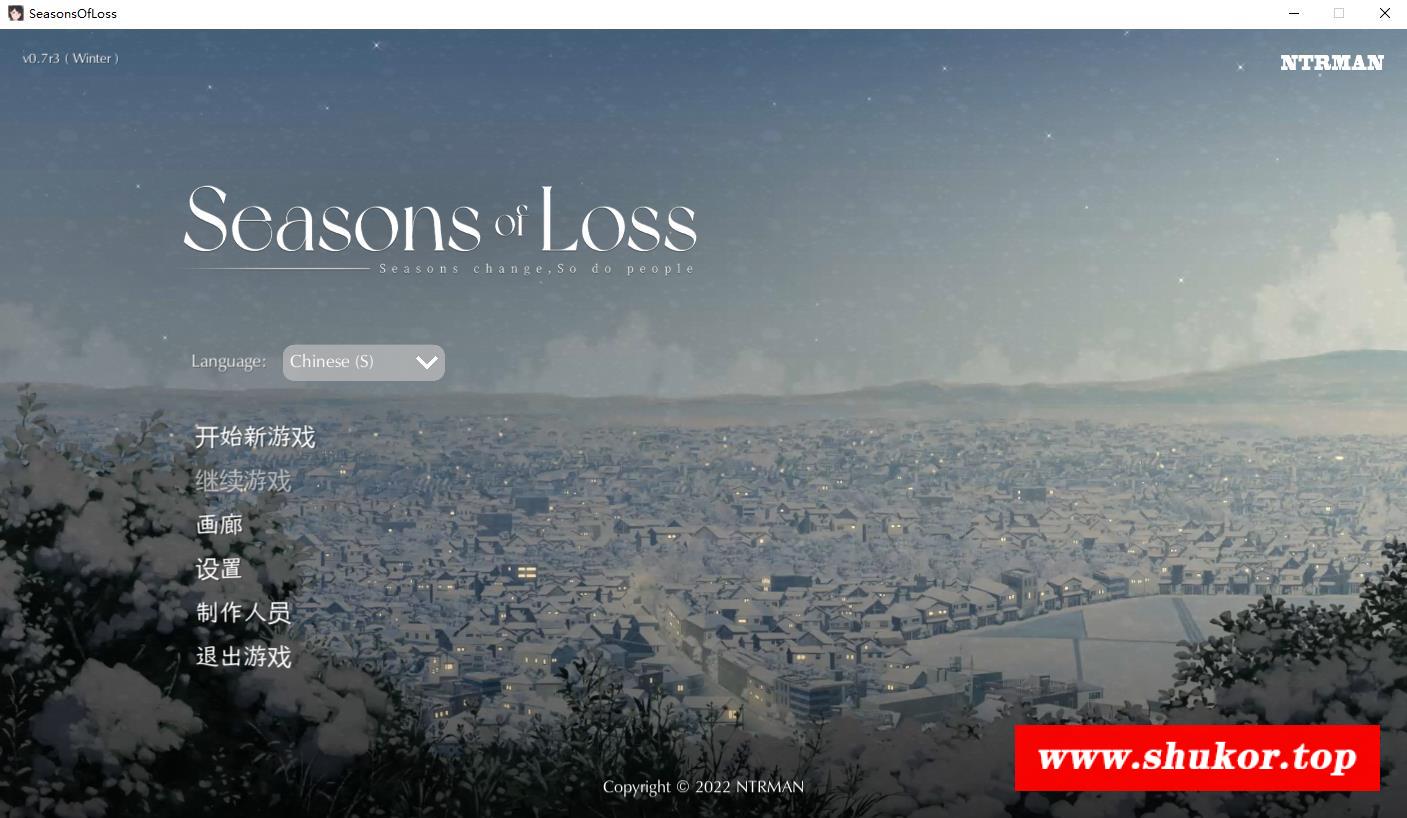 SeasonsOfLoss
v0.7r3 ( Winter )
NTRMAN
Seasons of Loss
Seasons change,So do people
Language: Chinese (S)
开始新游戏
继续游戏
画廊
设置
制作人员
退出游戏
www.shukor.top
Copyright © 2022 NTRMAN